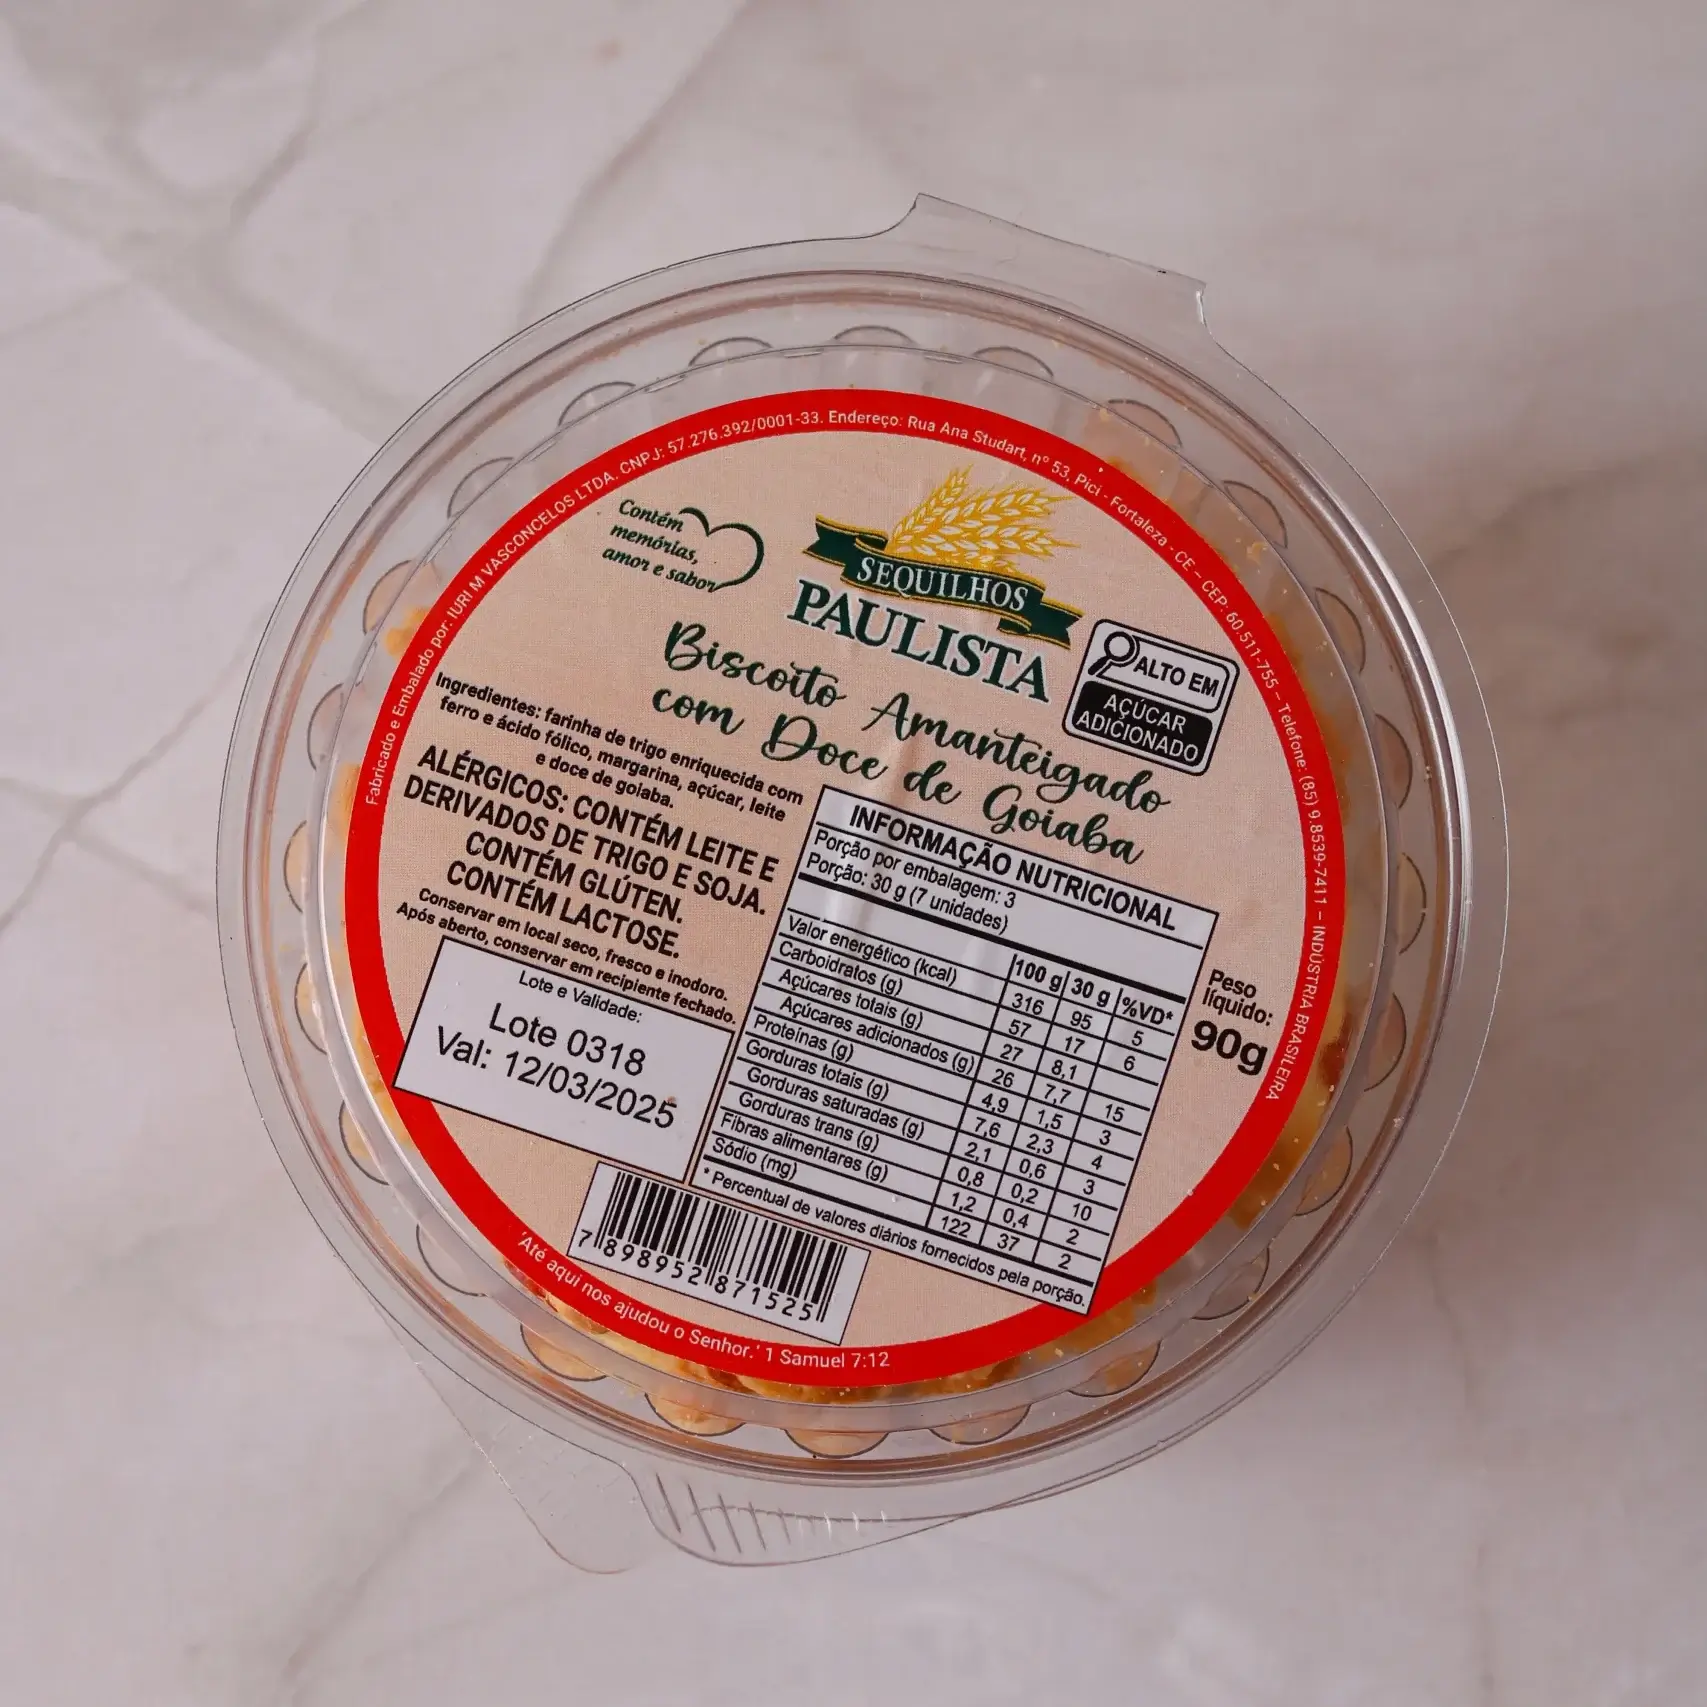 Fabricado e Embalado por: IURI M VASCONCELOS LTDA. CNPJ: 57.276.392/0001-33. Endereço: Rua Ana Studart, nº 53, Pici - Fortaleza - CE – CEP: 60.511-755 – Telefone: (85) 9.8539-7411 – INDÚSTRIA BRASILEIRA
Contém
memórias,
amor e sabor
SEQUILHOS
PAULISTA
Biscoito Amanteigado
com Doce de Goiaba
ALTO EM
AÇÚCAR
ADICIONADO
Ingredientes: farinha de trigo enriquecida com
ferro e ácido fólico, margarina, açúcar, leite
e doce de goiaba.
ALÉRGICOS: CONTÉM LEITE E
DERIVADOS DE TRIGO E SOJA.
CONTÉM GLÚTEN.
CONTÉM LACTOSE.
Conservar em local seco, fresco e inodoro.
Após aberto, conservar em recipiente fechado.
Lote e Validade:
Lote 0318
Val: 12/03/2025
INFORMAÇÃO NUTRICIONAL
Porção por embalagem: 3
Porção: 30 g (7 unidades)
100 g 30 g %VD*
Valor energético (kcal) 316 95 5
Carboidratos (g) 57 17 6
Açúcares totais (g) 27 8,1
Açúcares adicionados (g) 26 7,7 15
Proteínas (g) 4,9 1,5 3
Gorduras totais (g) 7,6 2,3 4
Gorduras saturadas (g) 2,1 0,6 3
Gorduras trans (g) 0,8 0,2 10
Fibras alimentares (g) 1,2 0,4 2
Sódio (mg) 122 37 2
* Percentual de valores diários fornecidos pela porção.
Peso
líquido:
90g
7 898952 871525
'Até aqui nos ajudou o Senhor.' 1 Samuel 7:12